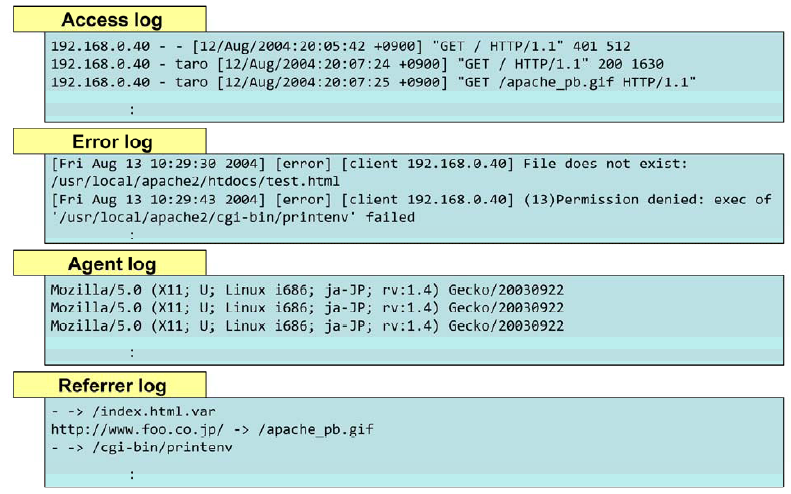 Access log
192.168.0.40 - - [12/Aug/2004:20:05:42 +0900] "GET / HTTP/1.1" 401 512
192.168.0.40 - taro [12/Aug/2004:20:07:24 +0900] "GET / HTTP/1.1" 200 1630
192.168.0.40 - taro [12/Aug/2004:20:07:25 +0900] "GET /apache_pb.gif HTTP/1.1"
:
Error log
[Fri Aug 13 10:29:30 2004] [error] [client 192.168.0.40] File does not exist:
/usr/local/apache2/htdocs/test.html
[Fri Aug 13 10:29:43 2004] [error] [client 192.168.0.40] (13)Permission denied: exec of
'/usr/local/apache2/cgi-bin/printenv' failed
:
Agent log
Mozilla/5.0 (X11; U; Linux i686; ja-JP; rv:1.4) Gecko/20030922
Mozilla/5.0 (X11; U; Linux i686; ja-JP; rv:1.4) Gecko/20030922
Mozilla/5.0 (X11; U; Linux i686; ja-JP; rv:1.4) Gecko/20030922
:
Referrer log
- -> /index.html.var
http://www.foo.co.jp/ -> /apache_pb.gif
- -> /cgi-bin/printenv
: